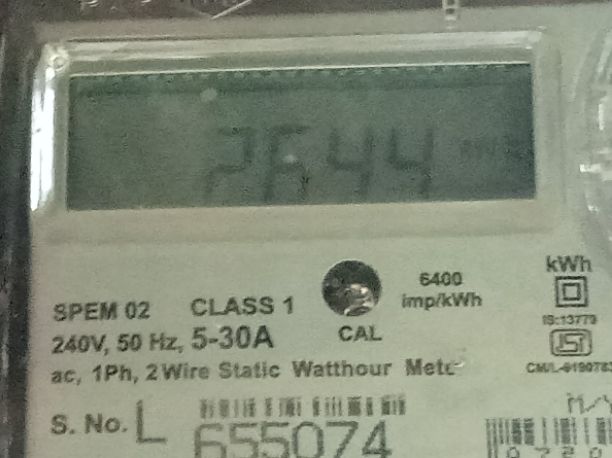 2644
kWh
6400
imp/kWh
SPEM 02 CLASS 1
IS:13779
240V, 50 Hz, 5-30A
CAL
ISI
ac, 1Ph, 2 Wire Static Watthour
S. No. L
655074
M/Y